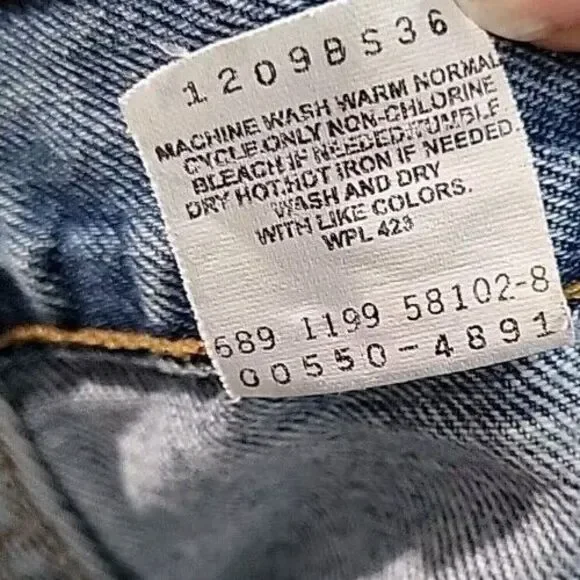 12098S36
MACHINE WASH WARM NORMAL
CYCLE.ONLY NON-CHLORINE
BLEACH IF NEEDED.TUMBLE
DRY HOT.HOT IRON IF NEEDED.
WASH AND DRY
WITH LIKE COLORS.
WPL 423
689 1199 58102-8
00550-4891